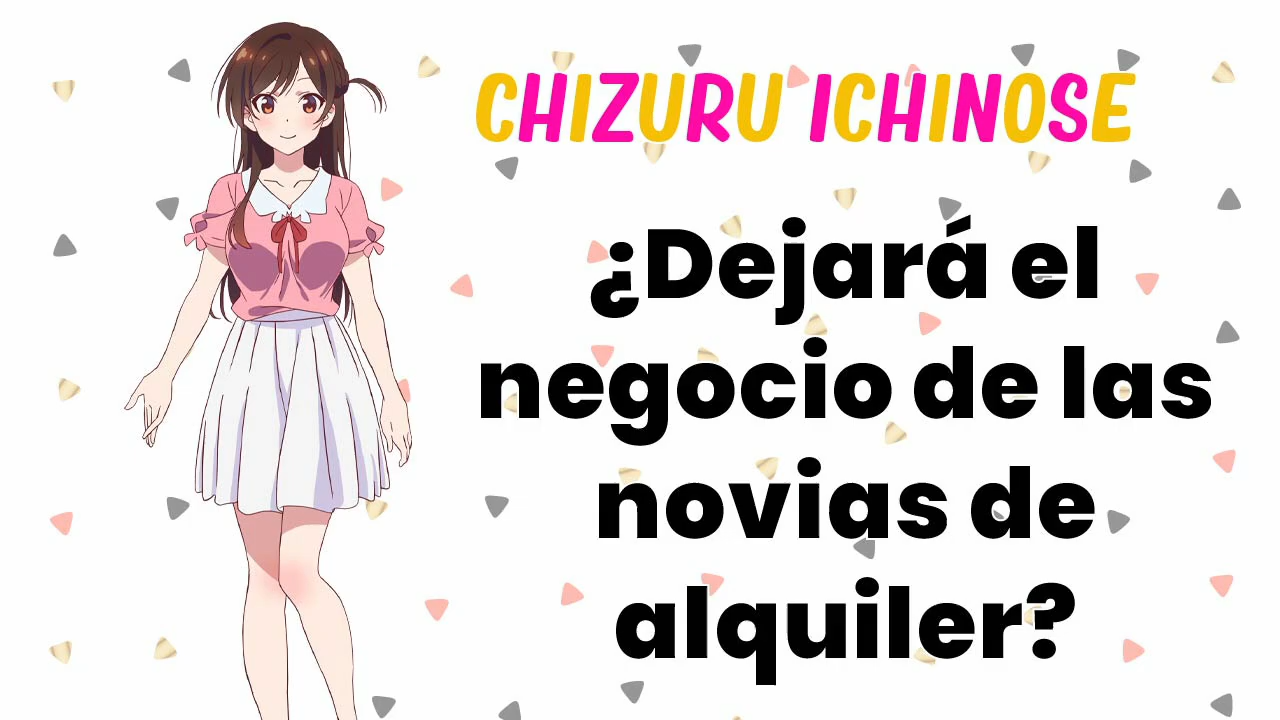 CHIZURU ICHINOSE
¿Dejará el
negocio de las
novias de
alquiler?